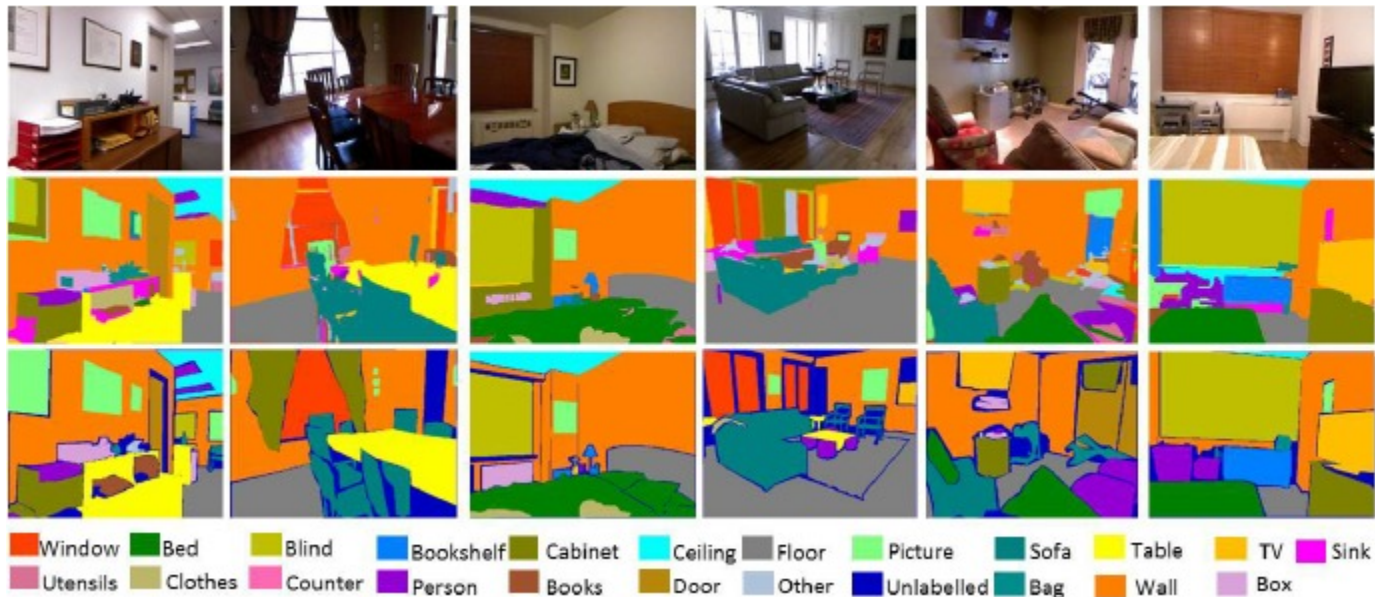 Window Bed Blind Bookshelf Cabinet Ceiling Floor Picture Sofa Table TV Sink
Utensils Clothes Counter Person Books Door Other Unlabelled Bag Wall Box